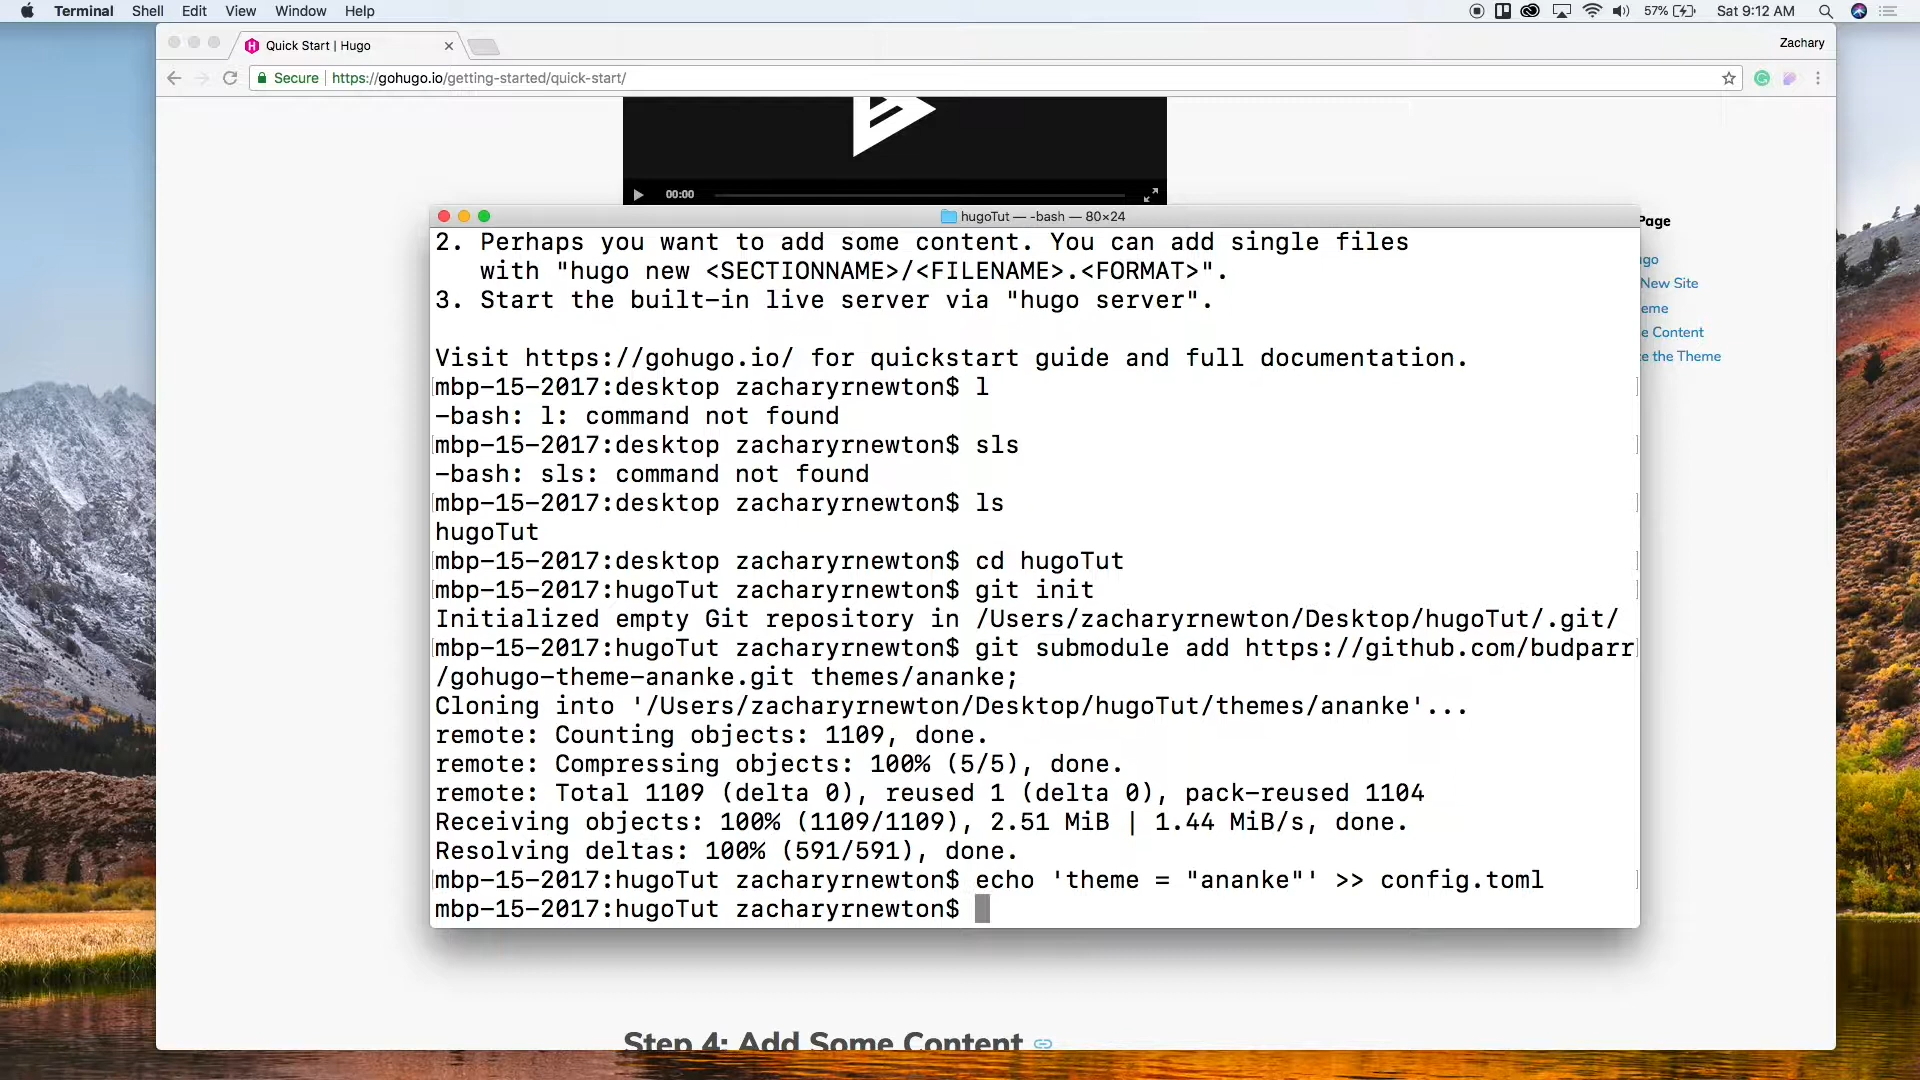 Terminal Shell Edit View Window Help 57% Sat 9:12 AM
Quick Start | Hugo Zachary
Secure https://gohugo.io/getting-started/quick-start/
00:00
hugoTut — -bash — 80×24
Page
2. Perhaps you want to add some content. You can add single files
with "hugo new <SECTIONNAME>/<FILENAME>.<FORMAT>".
3. Start the built-in live server via "hugo server".
Visit https://gohugo.io/ for quickstart guide and full documentation.
mbp-15-2017:desktop zacharyrnewton$ l
-bash: l: command not found
mbp-15-2017:desktop zacharyrnewton$ sls
-bash: sls: command not found
mbp-15-2017:desktop zacharyrnewton$ ls
hugoTut
mbp-15-2017:desktop zacharyrnewton$ cd hugoTut
mbp-15-2017:hugoTut zacharyrnewton$ git init
Initialized empty Git repository in /Users/zacharyrnewton/Desktop/hugoTut/.git/
mbp-15-2017:hugoTut zacharyrnewton$ git submodule add https://github.com/budparr
/gohugo-theme-ananke.git themes/ananke;
Cloning into '/Users/zacharyrnewton/Desktop/hugoTut/themes/ananke'...
remote: Counting objects: 1109, done.
remote: Compressing objects: 100% (5/5), done.
remote: Total 1109 (delta 0), reused 1 (delta 0), pack-reused 1104
Receiving objects: 100% (1109/1109), 2.51 MiB | 1.44 MiB/s, done.
Resolving deltas: 100% (591/591), done.
mbp-15-2017:hugoTut zacharyrnewton$ echo 'theme = "ananke"' >> config.toml
mbp-15-2017:hugoTut zacharyrnewton$
ugo
New Site
eme
e Content
ze the Theme
Step 4: Add Some Content